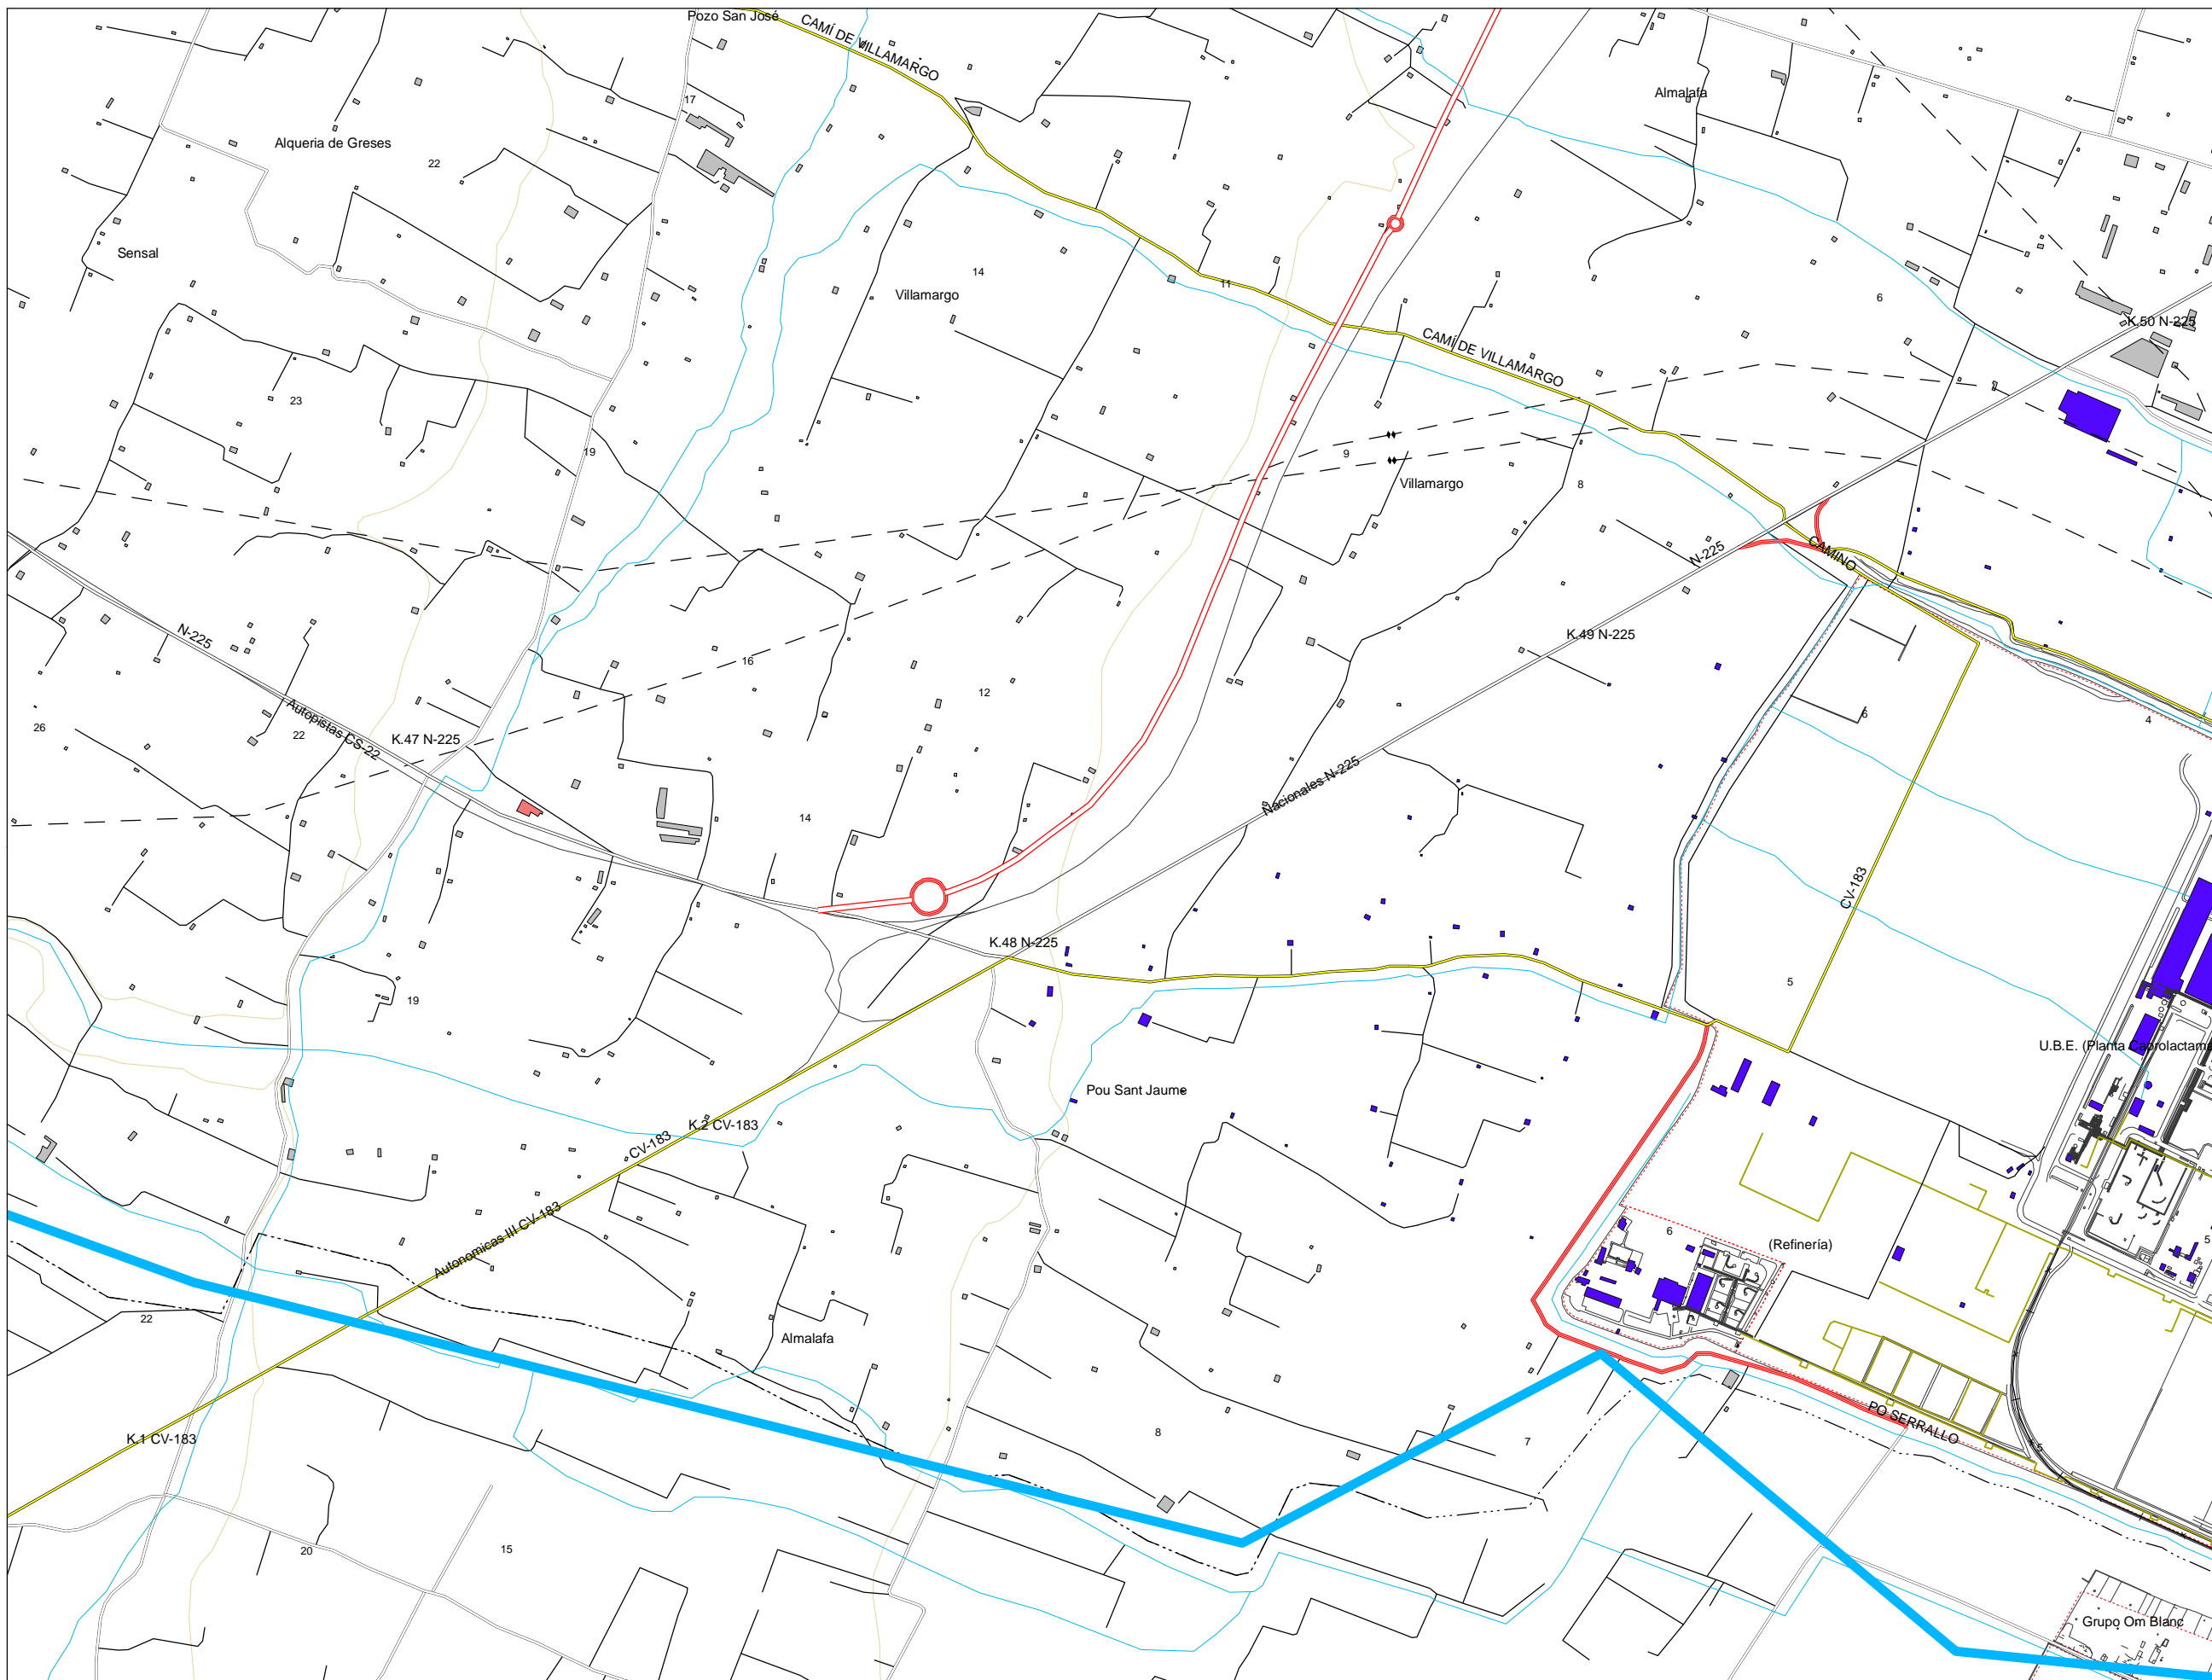 Pozo San José
CAMÍ DE VILLAMARGO
17
Almalafa
Alqueria de Greses
22
Sensal
14
11
Villamargo
6
K.50 N-225
CAMÍ DE VILLAMARGO
23
19
9
Villamargo
8
N-225
CAMINO
N-225
K.49 N-225
16
12
26
Autopistas CS-22
22
K.47 N-225
6
4
Nacionales N-225
14
CV-183
K.48 N-225
5
19
U.B.E. (Planta Caprolactama
Pou Sant Jaume
K.2 CV-183
CV-183
Autonomicas III CV-183
6
(Refinería)
5
22
Almalafa
K.1 CV-183
8
7
PO SERRALLO
5
20
15
Grupo Om Blanc